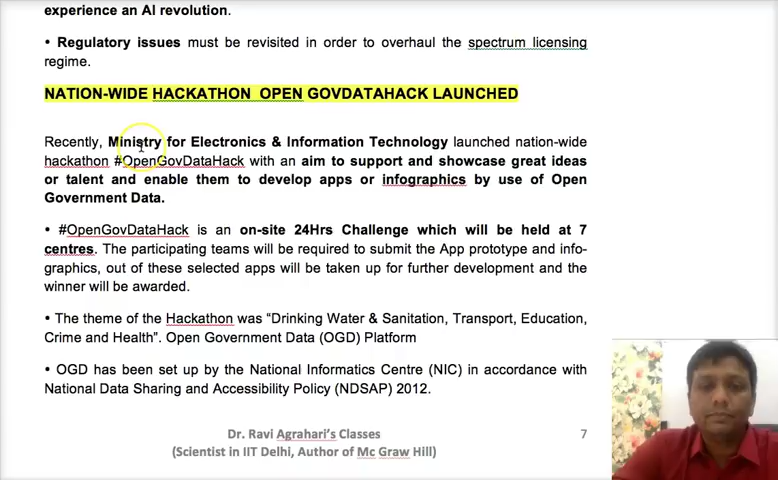 experience an AI revolution.
• Regulatory issues must be revisited in order to overhaul the spectrum licensing
regime.
NATION-WIDE HACKATHON OPEN GOVDATAHACK LAUNCHED
Recently, Ministry for Electronics & Information Technology launched nation-wide
hackathon #OpenGovDataHack with an aim to support and showcase great ideas
or talent and enable them to develop apps or infographics by use of Open
Government Data.
• #OpenGovDataHack is an on-site 24Hrs Challenge which will be held at 7
centres. The participating teams will be required to submit the App prototype and info-
graphics, out of these selected apps will be taken up for further development and the
winner will be awarded.
• The theme of the Hackathon was “Drinking Water & Sanitation, Transport, Education,
Crime and Health”. Open Government Data (OGD) Platform
• OGD has been set up by the National Informatics Centre (NIC) in accordance with
National Data Sharing and Accessibility Policy (NDSAP) 2012.
Dr. Ravi Agrahari’s Classes 7
(Scientist in IIT Delhi, Author of Mc Graw Hill)